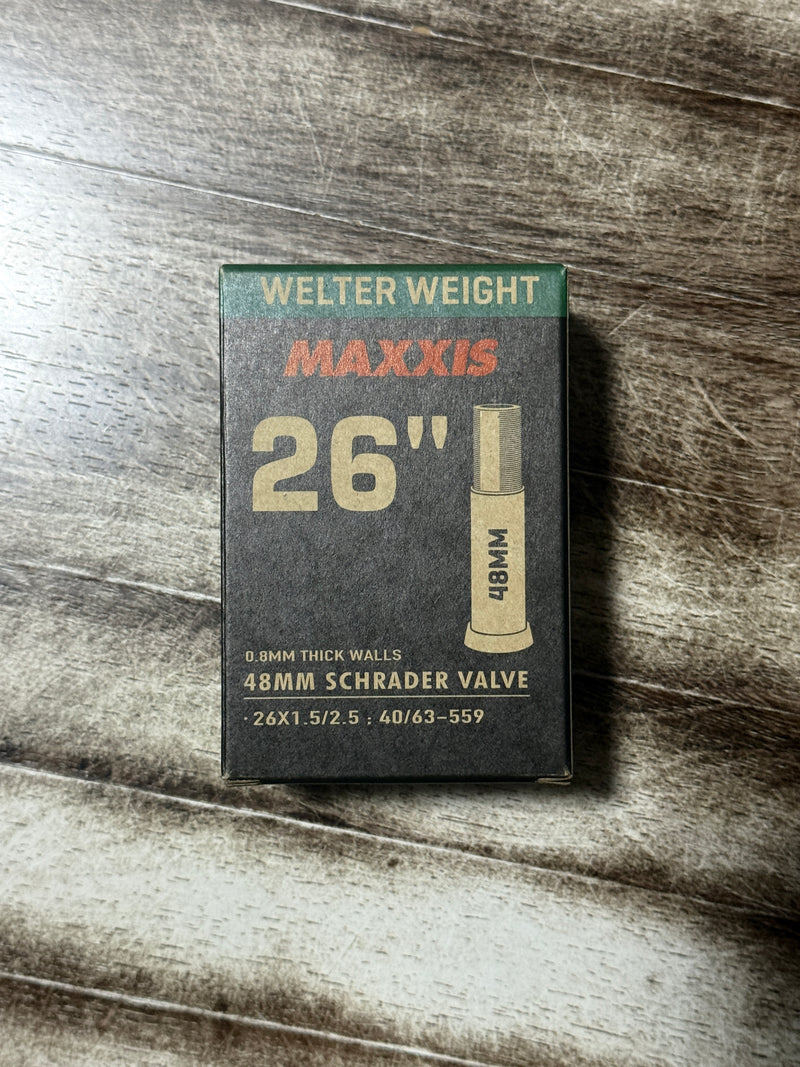 WELTER WEIGHT
MAXXIS
26"
48MM
0.8MM THICK WALLS
48MM SCHRADER VALVE
· 26X1.5/2.5 ; 40/63-559